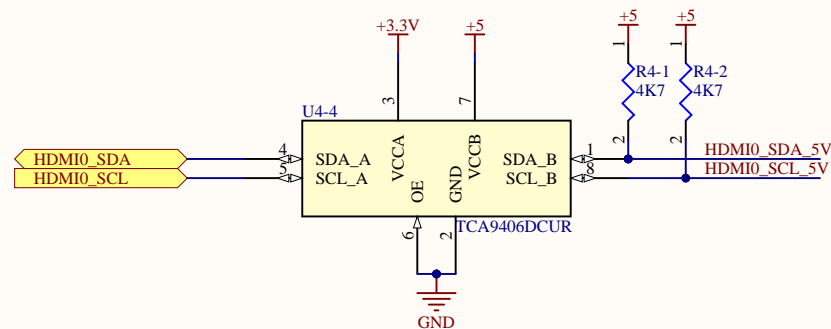 +3.3V
+5
+5
+5
1
1
R4-1
4K7
R4-2
4K7
2
2
3
7
U4-4
HDMI0_SDA
4
SDA_A
VCCA
VCCB
SDA_B
1
HDMI0_SDA_5V
HDMI0_SCL
5
SCL_A
OE
GND
SCL_B
8
HDMI0_SCL_5V
TCA9406DCUR
6
2
GND